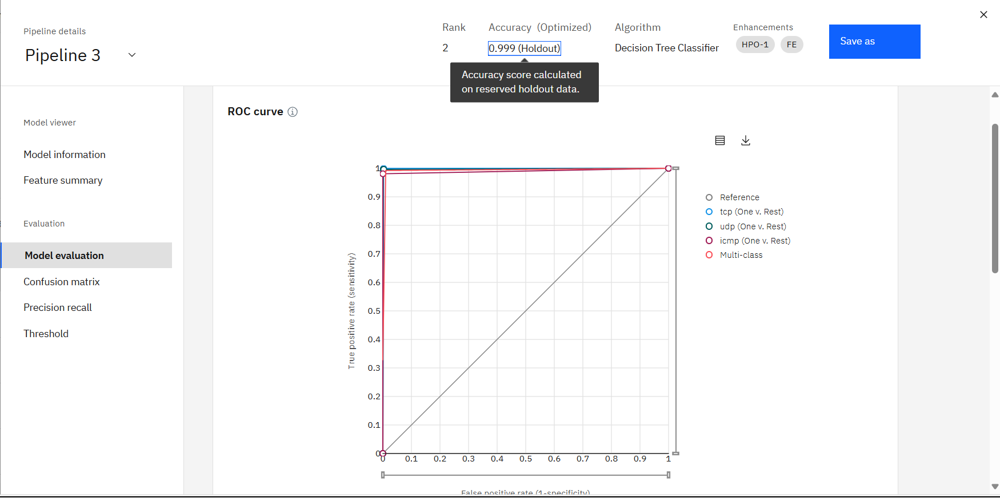 Pipeline details
Pipeline 3
Rank
2
Accuracy (Optimized)
0.999 (Holdout)
Algorithm
Decision Tree Classifier
Enhancements
HPO-1
FE
Save as
Accuracy score calculated
on reserved holdout data.
Model viewer
Model information
Feature summary
Evaluation
Model evaluation
Confusion matrix
Precision recall
Threshold
ROC curve
True positive rate (sensitivity)
1
0.9
0.8
0.7
0.6
0.5
0.4
0.3
0.2
0.1
0
0 0.1 0.2 0.3 0.4 0.5 0.6 0.7 0.8 0.9 1
False positive rate (1-specificity)
Reference
tcp (One v. Rest)
udp (One v. Rest)
icmp (One v. Rest)
Multi-class